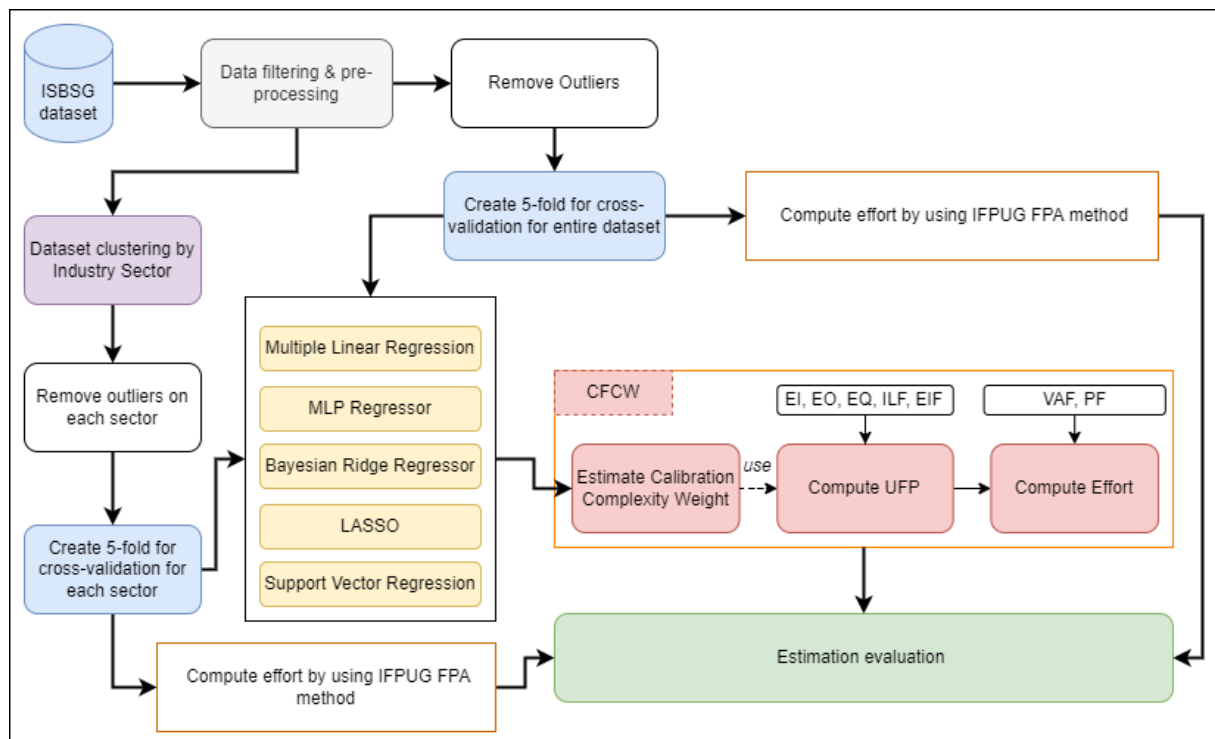 ISBSG
dataset
Data filtering & pre-
processing
Remove Outliers
Create 5-fold for cross-
validation for entire dataset
Compute effort by using IFPUG FPA method
Dataset clustering by
Industry Sector
Remove outliers on
each sector
Create 5-fold for
cross-validation for
each sector
Multiple Linear Regression
MLP Regressor
Bayesian Ridge Regressor
LASSO
Support Vector Regression
CFCW
EI, EO, EQ, ILF, EIF
VAF, PF
Estimate Calibration
Complexity Weight
use
Compute UFP
Compute Effort
Compute effort by using IFPUG FPA
method
Estimation evaluation